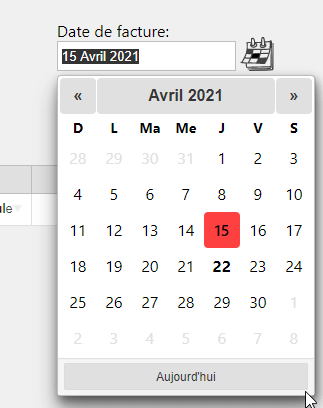 Date de facture:
15 Avril 2021
« Avril 2021 »
D L Ma Me J V S
28 29 30 31 1 2 3
4 5 6 7 8 9 10
11 12 13 14 15 16 17
18 19 20 21 22 23 24
25 26 27 28 29 30 1
2 3 4 5 6 7 8
Aujourd'hui